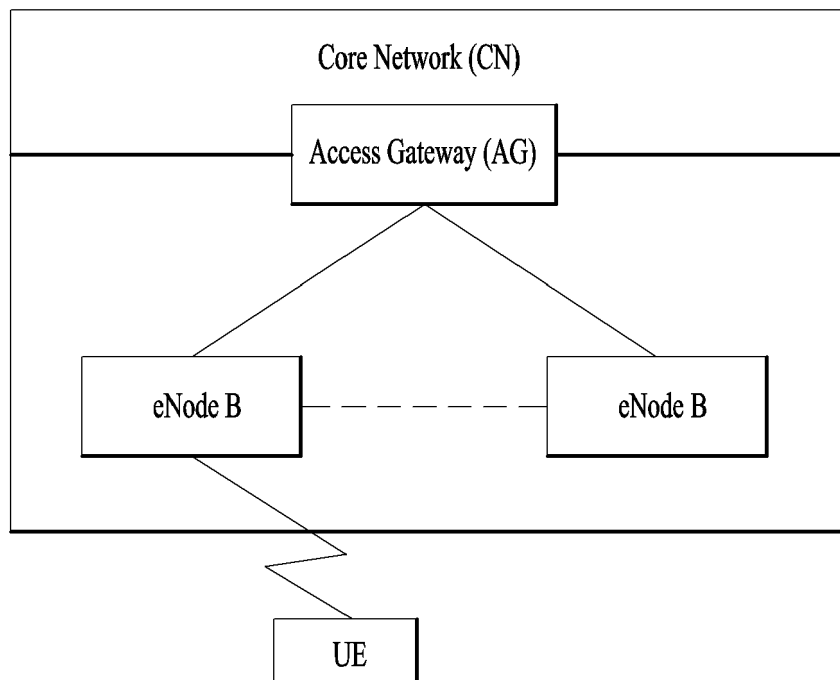 Core Network (CN)
Access Gateway (AG)
eNode B
eNode B
UE